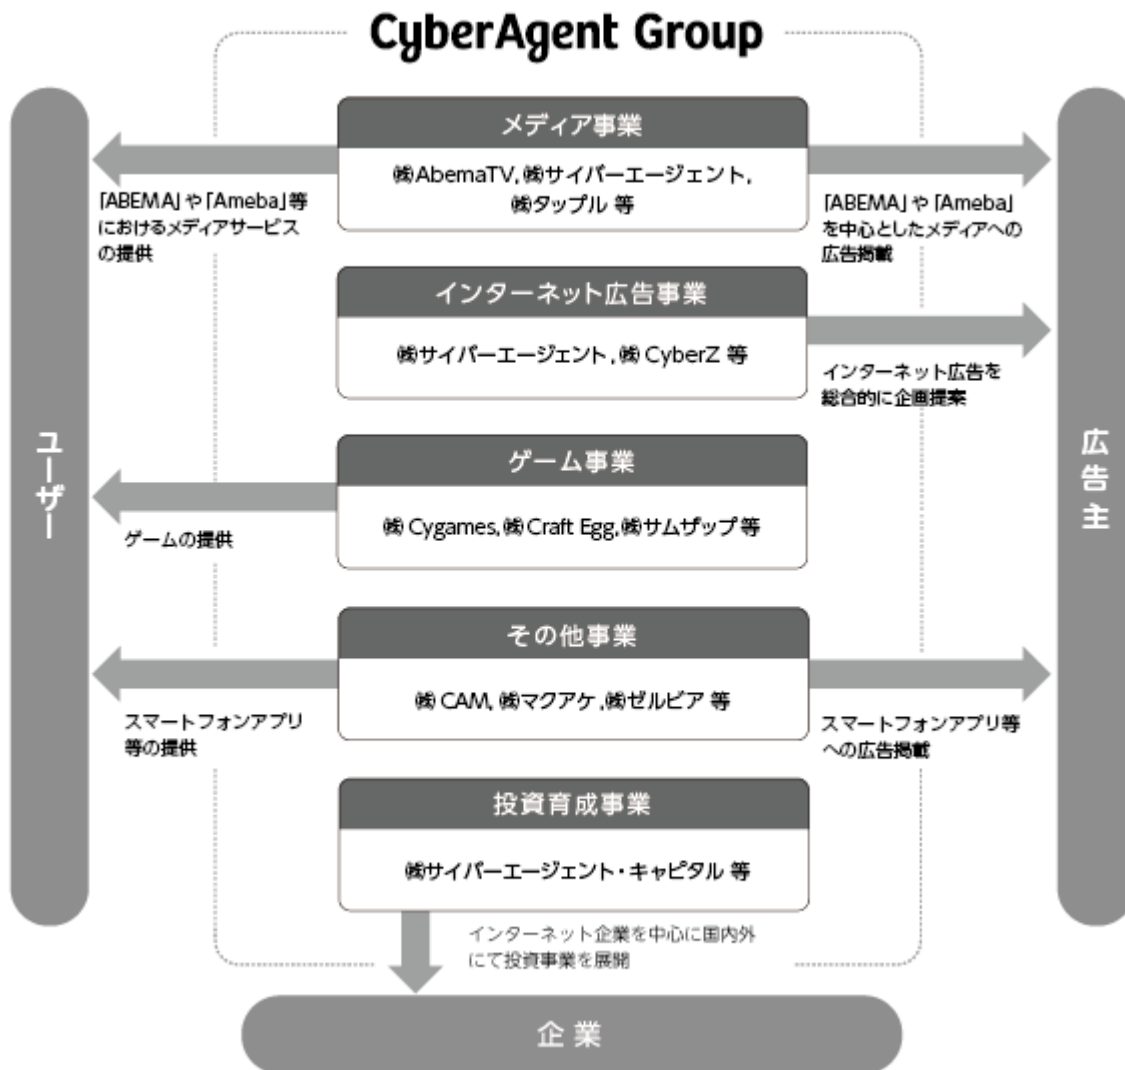 CyberAgent Group
メディア事業
㈱AbemaTV, ㈱サイバーエージェント,
㈱タップル 等
「ABEMA」や「Ameba」等
におけるメディアサービス
の提供
「ABEMA」や「Ameba」
を中心としたメディアへの
広告掲載
インターネット広告事業
㈱サイバーエージェント, ㈱ CyberZ 等
インターネット広告を
総合的に企画提案
ユーザー
広告主
ゲーム事業
㈱ Cygames, ㈱ Craft Egg, ㈱サムザップ 等
ゲームの提供
その他事業
㈱ CAM, ㈱マクアケ, ㈱ゼルビア 等
スマートフォンアプリ
等の提供
スマートフォンアプリ等
への広告掲載
投資育成事業
㈱サイバーエージェント・キャピタル 等
インターネット企業を中心に国内外
にて投資事業を展開
企業